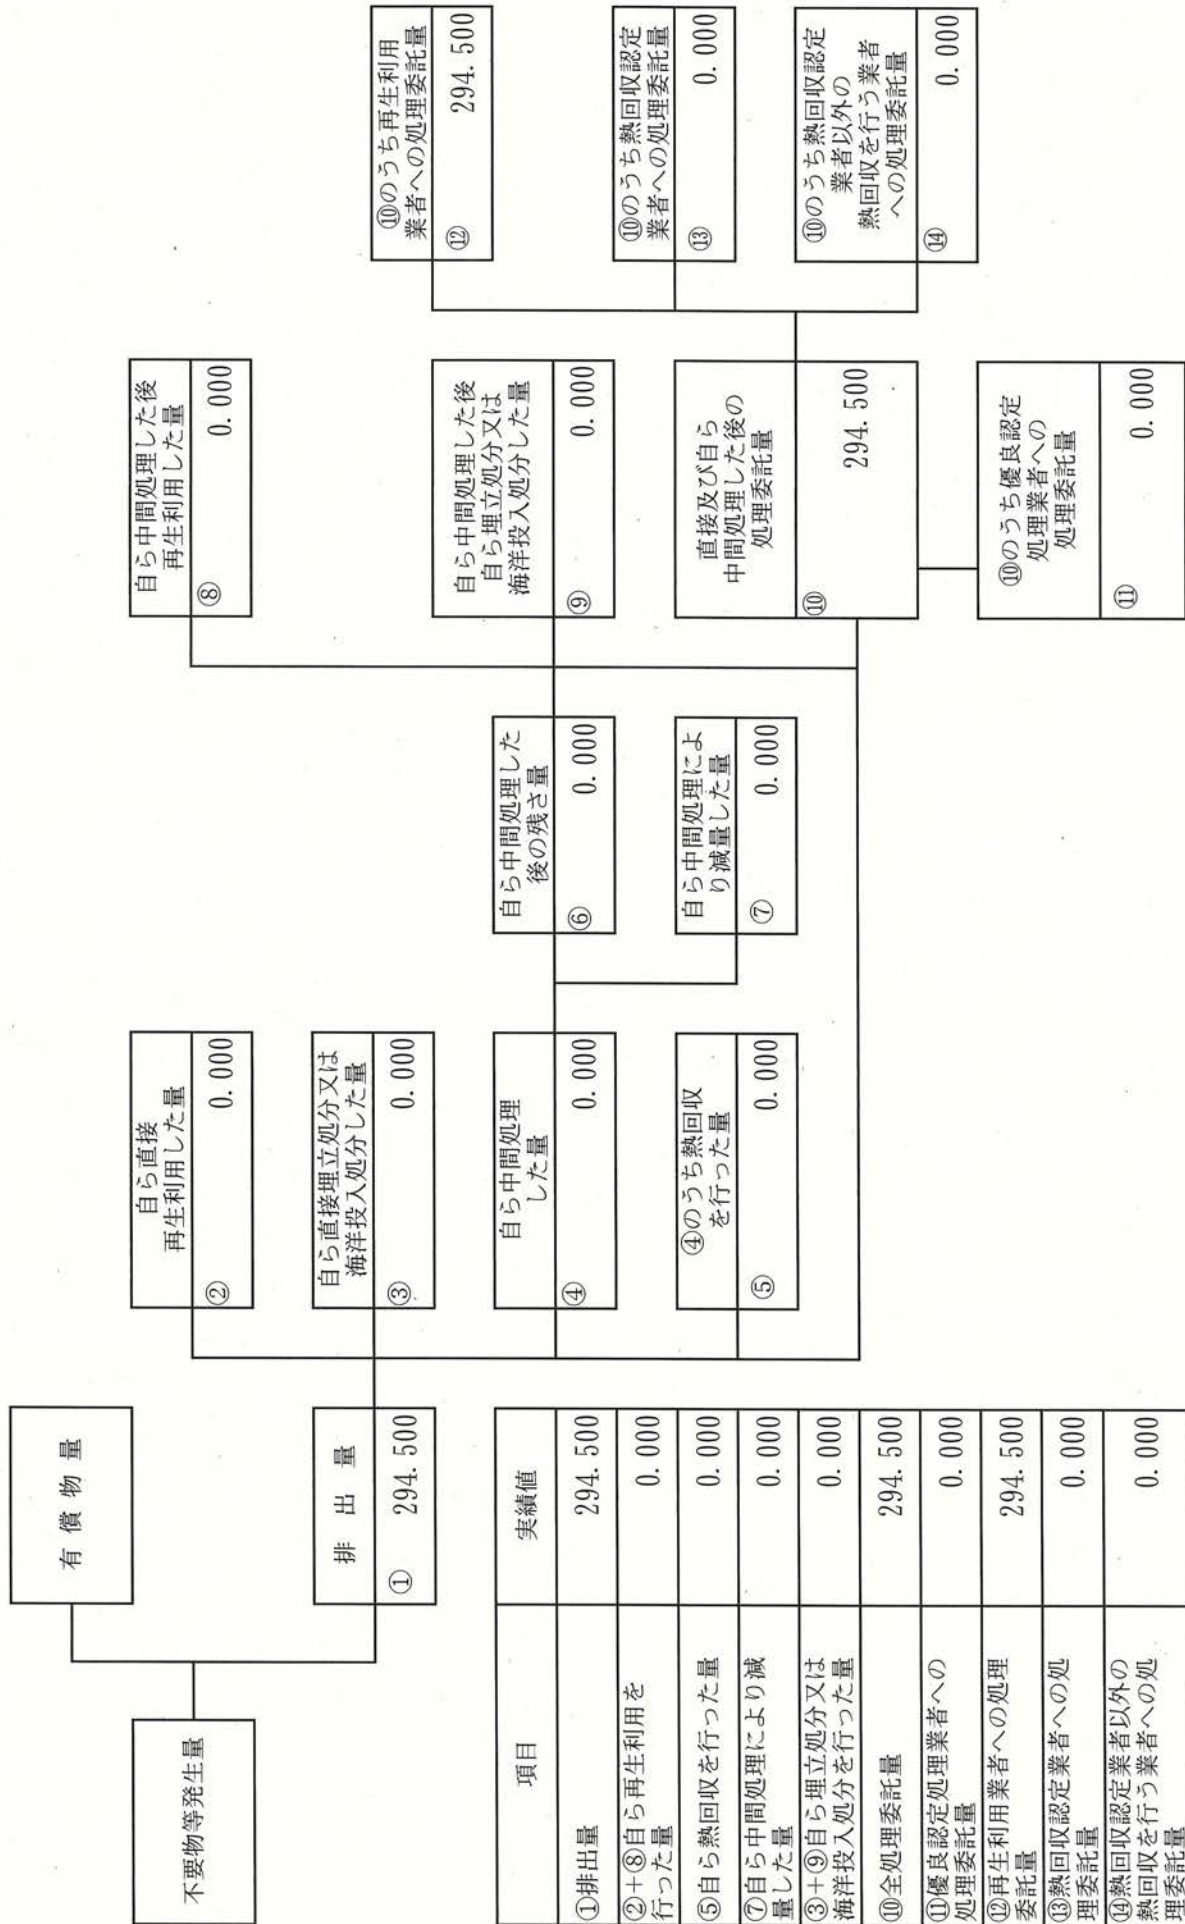 不要物等発生量
有償物量
排出量
① 294.500
自ら直接
再生利用した量
② 0.000
自ら直接埋立処分又は
海洋投入処分した量
③ 0.000
自ら中間処理
した量
④ 0.000
④のうち熱回収
を行った量
⑤ 0.000
自ら中間処理した
後の残さ量
⑥ 0.000
自ら中間処理によ
り減量した量
⑦ 0.000
自ら中間処理した後
再生利用した量
⑧ 0.000
自ら中間処理した後
自ら埋立処分又は
海洋投入処分した量
⑨ 0.000
直接及び自ら
中間処理した後の
処理委託量
⑩ 294.500
⑩のうち優良認定
処理業者への
処理委託量
⑪ 0.000
⑩のうち再生利用
業者への処理委託量
⑫ 294.500
⑩のうち熱回収認定
業者への処理委託量
⑬ 0.000
⑩のうち熱回収認定
業者以外の
熱回収を行う業者
への処理委託量
⑭ 0.000
項目 実績値
①排出量 294.500
②+⑧自ら再生利用を
行った量 0.000
⑤自ら熱回収を行った量 0.000
⑦自ら中間処理により減
量した量 0.000
③+⑨自ら埋立処分又は
海洋投入処分を行った量 0.000
⑩全処理委託量 294.500
⑪優良認定処理業者への
処理委託量 0.000
⑫再生利用業者への処理
委託量 294.500
⑬熱回収認定業者への処
理委託量 0.000
⑭熱回収認定業者以外の
熱回収を行う業者への処
理委託量 0.000